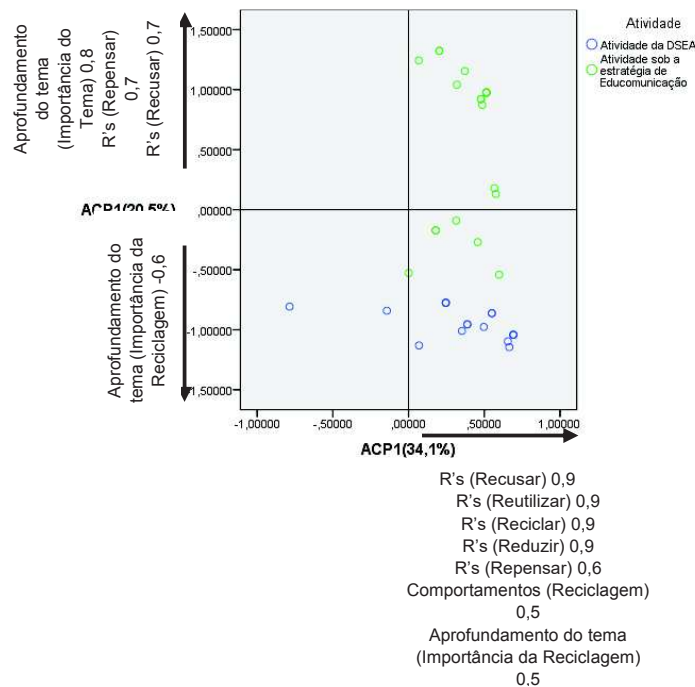 Aprofundamento
do tema
(Importância do
Tema) 0,8
R's (Repensar)
0,7
R's (Recusar) 0,7
Aprofundamento do
tema (Importância da
Reciclagem) -0,6
ACP1(20,5%)
1,50000
1,00000
,50000
,00000
-,50000
-1,00000
-1,50000
-1,00000
-,50000
,00000
,50000
1,00000
ACP1(34,1%)
Atividade
Atividade da DSEA
Atividade sob a
estratégia de
Educomunicação
R's (Recusar) 0,9
R's (Reutilizar) 0,9
R's (Reciclar) 0,9
R's (Reduzir) 0,9
R's (Repensar) 0,6
Comportamentos (Reciclagem)
0,5
Aprofundamento do tema
(Importância da Reciclagem)
0,5